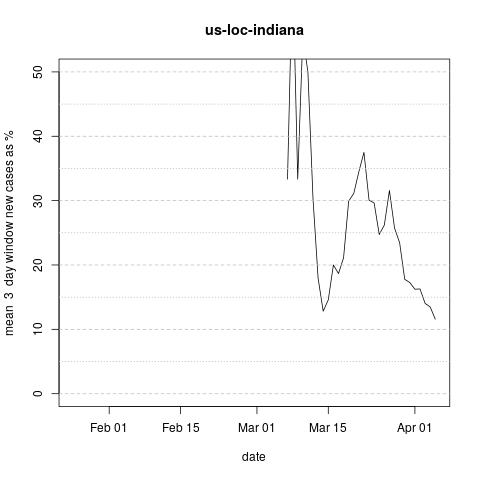 us-loc-indiana
mean 3 day window new cases as %
50
40
30
20
10
0
Feb 01
Feb 15
Mar 01
Mar 15
Apr 01
date